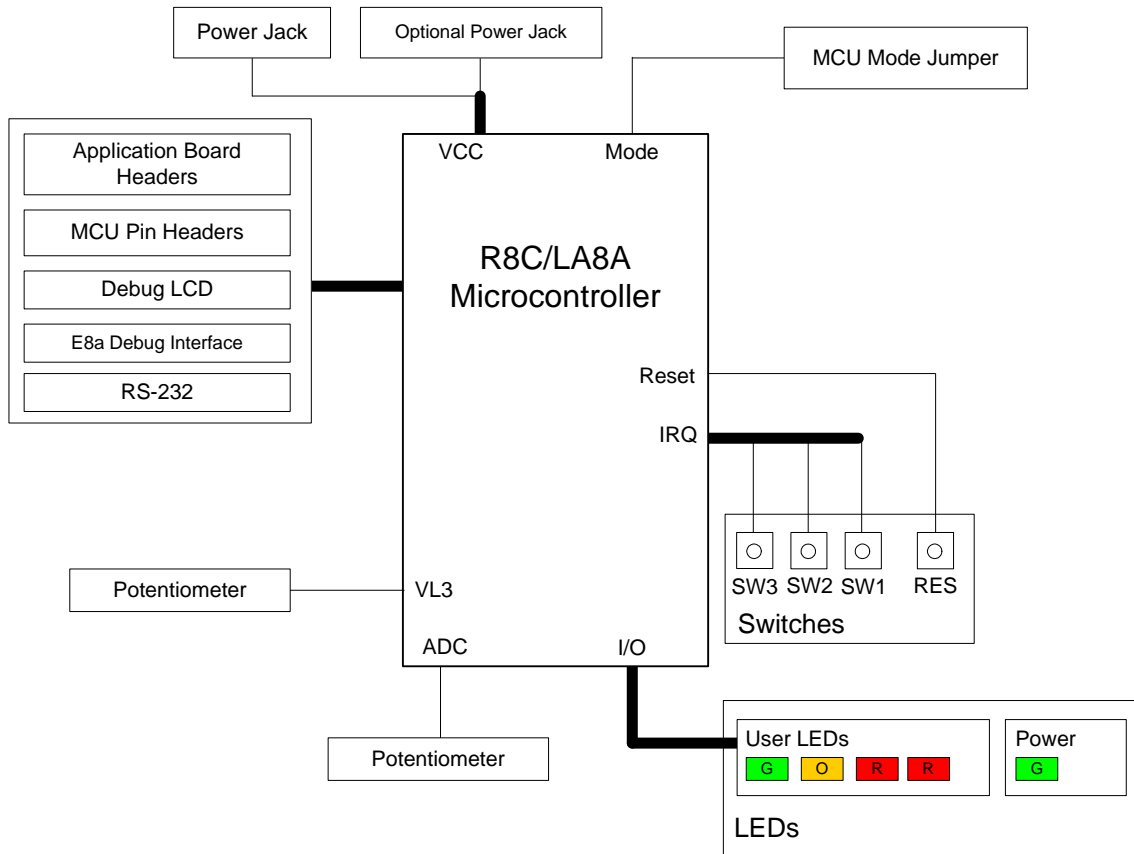 Power Jack
Optional Power Jack
MCU Mode Jumper
Application Board
Headers
MCU Pin Headers
Debug LCD
E8a Debug Interface
RS-232
VCC
Mode
R8C/LA8A
Microcontroller
Reset
IRQ
VL3
ADC
I/O
Potentiometer
Potentiometer
SW3
SW2
SW1
RES
Switches
User LEDs
G
O
R
R
Power
G
LEDs